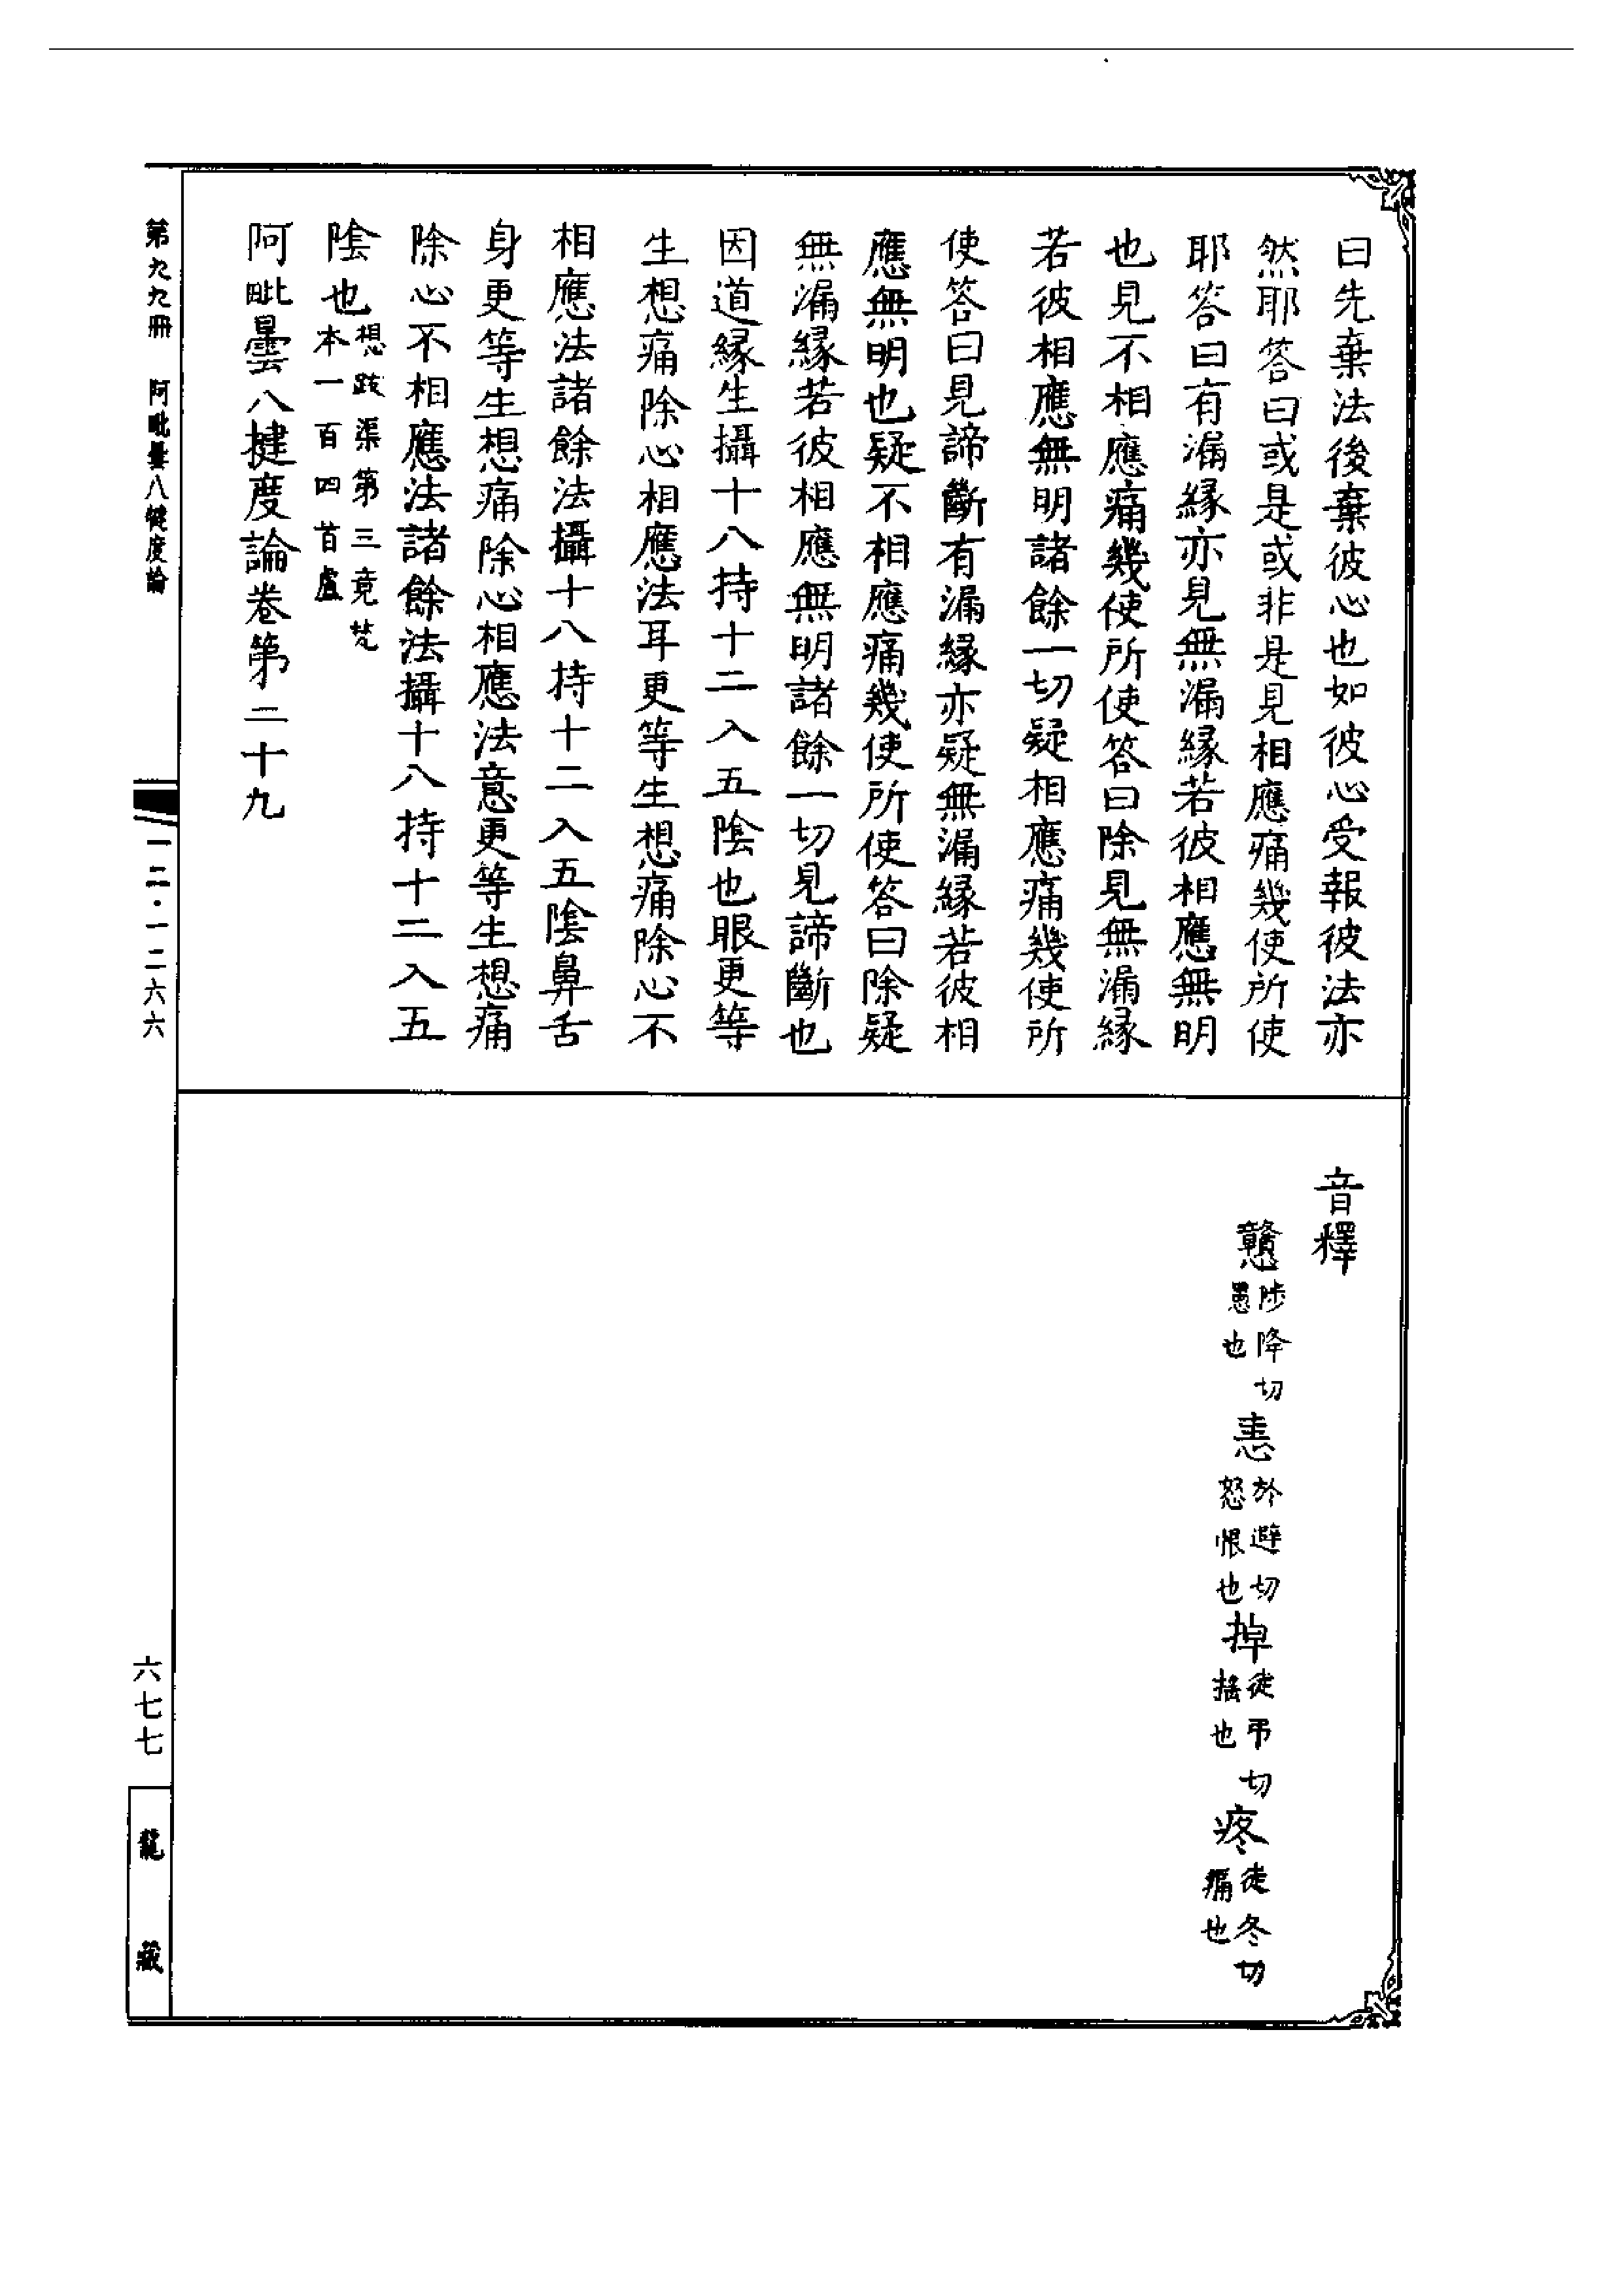 曰先棄法後棄彼心也如彼心受報彼法亦
然耶答曰或是或非是見相應痛幾使所使
耶答曰有漏緣亦見無漏緣若彼相應無明
也見不相應痛幾使所使答曰除見無漏緣
若彼相應無明諸餘一切疑相應痛幾使所
使答曰見諦斷有漏緣亦疑無漏緣若彼相
應無明也疑不相應痛幾使所使答曰除疑
無漏緣若彼相應無明諸餘一切見諦斷也
因道緣生攝十八持十二入五陰也眼更等
生想痛除心相應法耳更等生想痛除心不
相應法諸餘法攝十八持十二入五陰鼻舌
身更等生想痛除心相應法意更等生想痛
除心不相應法諸餘法攝十八持十二入五
陰也想跋渠第三竟梵
本一百四首盧
阿毗曇八揵度論卷第二十九
音釋
戇陟降切
愚也
恚於避切
怒恨也
掉徒弔切
搖也
疼徒冬切
痛也
第九九冊 阿毗曇八犍度論
一二·一二六六
六七七
龍藏